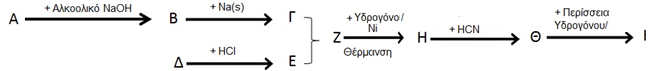 Α + Αλκοολικό NaOH Β + Na(s) Γ
Δ + HCl Ε
Ζ + Υδρογόνο/ Ni Θέρμανση Η + HCN Θ + Περίσσεια Υδρογόνου/